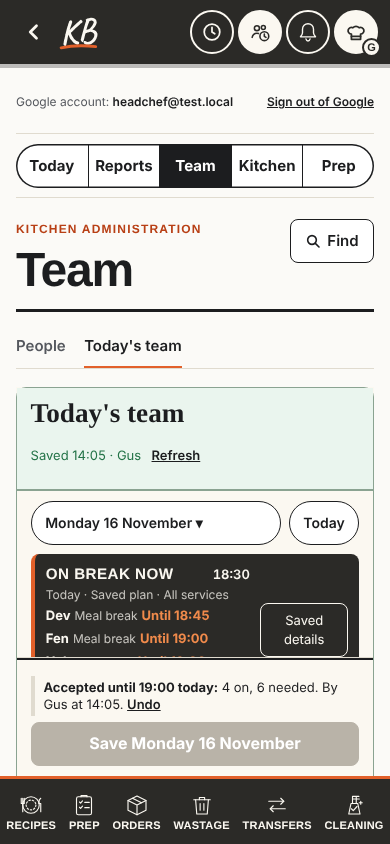 KB
G
Google account: headchef@test.local Sign out of Google
Today Reports Team Kitchen Prep
KITCHEN ADMINISTRATION
Team
Find
People Today's team
Today's team
Saved 14:05 · Gus Refresh
Monday 16 November ▾ Today
ON BREAK NOW 18:30
Today · Saved plan · All services
Dev Meal break Until 18:45
Fen Meal break Until 19:00
Saved
details
Accepted until 19:00 today: 4 on, 6 needed. By
Gus at 14:05. Undo
Save Monday 16 November
RECIPES PREP ORDERS WASTAGE TRANSFERS CLEANING